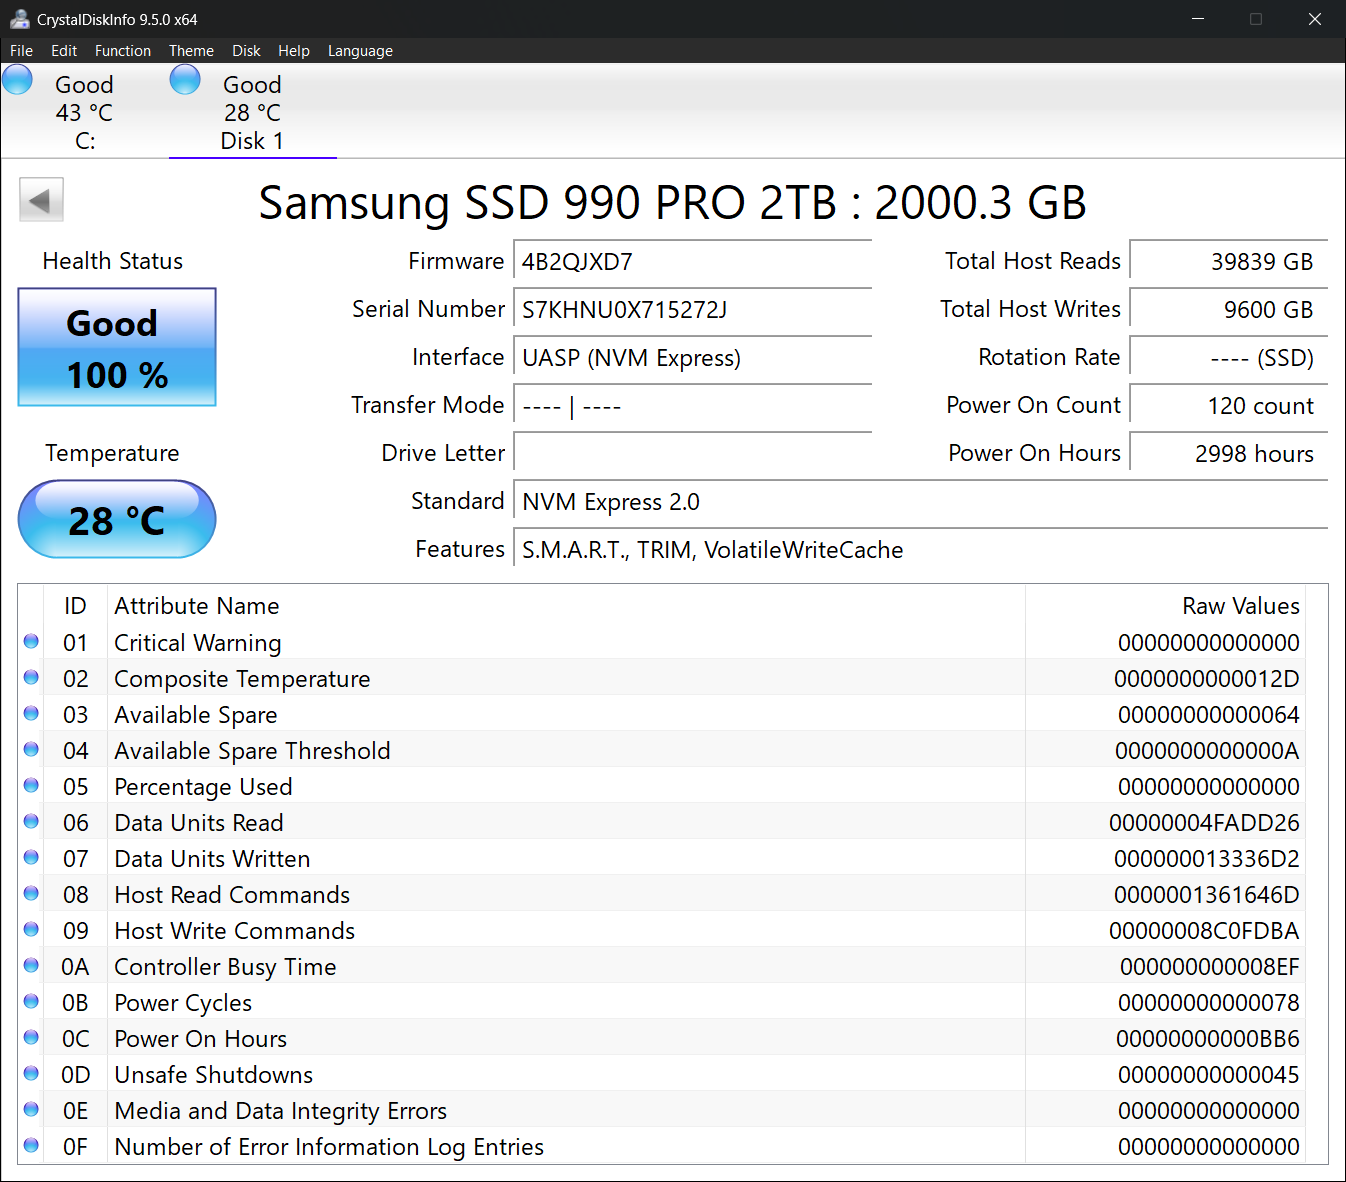 CrystalDiskInfo 9.5.0 x64
File Edit Function Theme Disk Help Language
Good Good
43 °C 28 °C
C: Disk 1
Samsung SSD 990 PRO 2TB : 2000.3 GB
Health Status Firmware 4B2QJXD7 Total Host Reads 39839 GB
Good Serial Number S7KHNU0X715272J Total Host Writes 9600 GB
100 % Interface UASP (NVM Express) Rotation Rate ---- (SSD)
Transfer Mode ---- | ---- Power On Count 120 count
Temperature Drive Letter Power On Hours 2998 hours
28 °C Standard NVM Express 2.0
Features S.M.A.R.T., TRIM, VolatileWriteCache
ID Attribute Name Raw Values
01 Critical Warning 00000000000000
02 Composite Temperature 0000000000012D
03 Available Spare 00000000000064
04 Available Spare Threshold 0000000000000A
05 Percentage Used 00000000000000
06 Data Units Read 00000004FADD26
07 Data Units Written 000000013336D2
08 Host Read Commands 0000001361646D
09 Host Write Commands 00000008C0FDBA
0A Controller Busy Time 000000000008EF
0B Power Cycles 00000000000078
0C Power On Hours 00000000000BB6
0D Unsafe Shutdowns 00000000000045
0E Media and Data Integrity Errors 00000000000000
0F Number of Error Information Log Entries 00000000000000